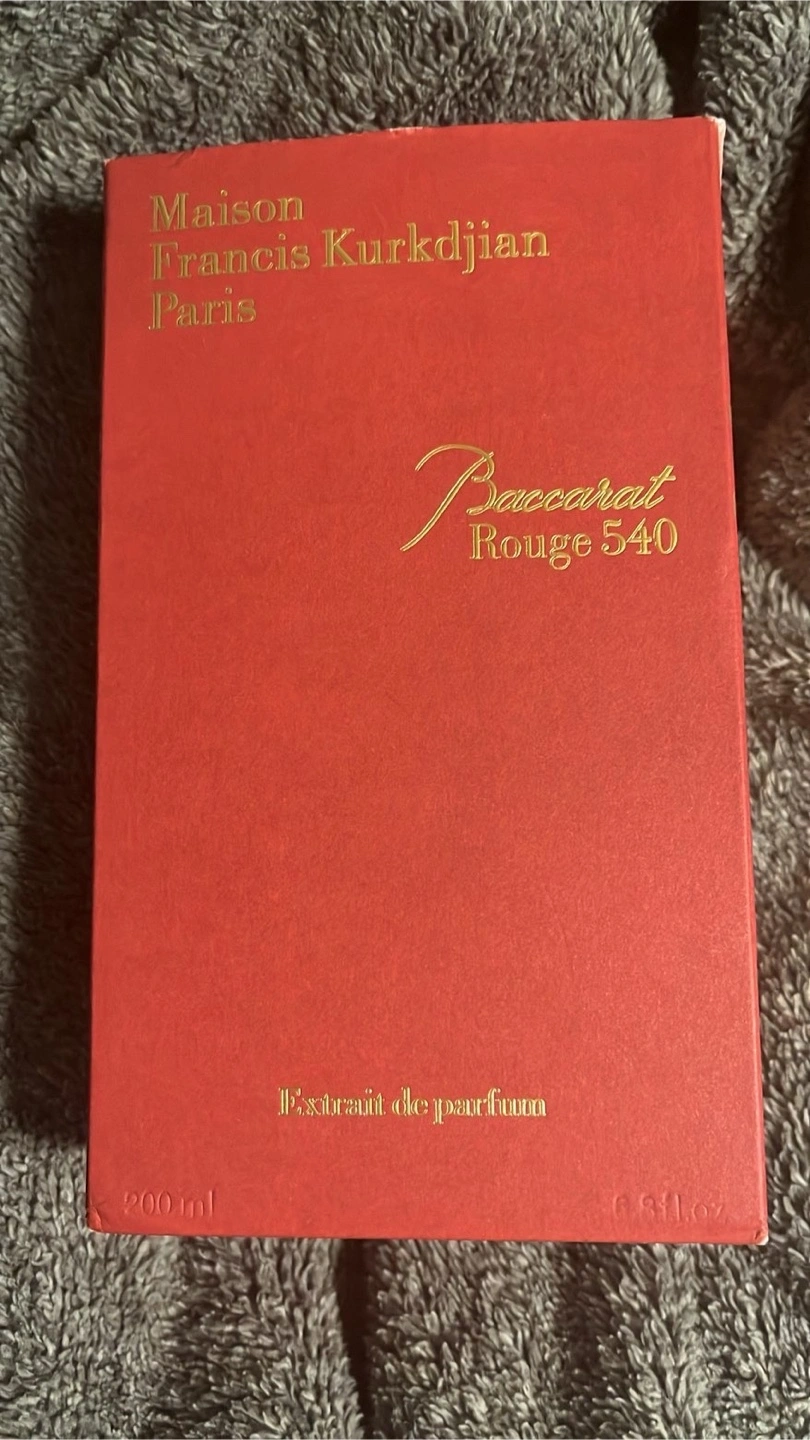 Maison
Francis Kurkdjian
Paris
Baccarat
Rouge 540
Extrait de parfum
200 ml
6.8 fl.oz